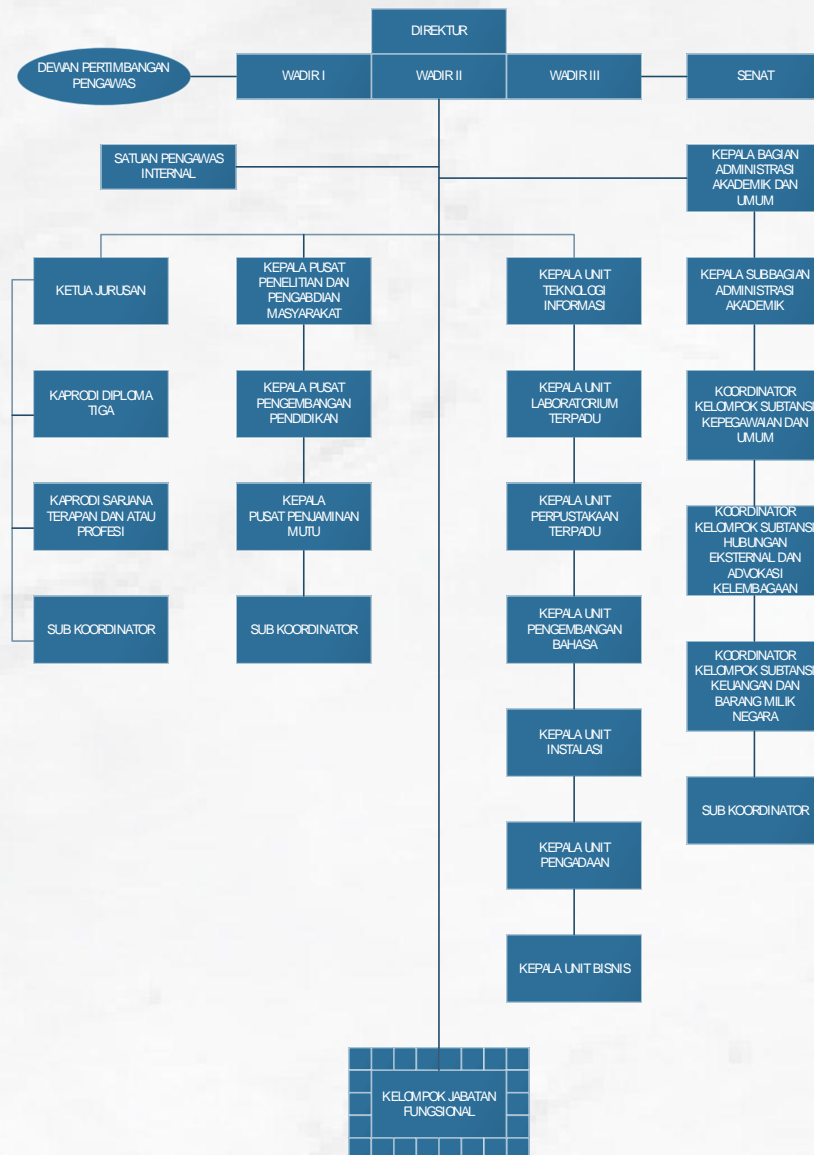 DIREKTUR
DEWAN PERTIMBANGAN
PENGAWAS
WADIR I
WADIR II
WADIR III
SENAT
SATUAN PENGAWAS
INTERNAL
KEPALA BAGIAN
ADMINISTRASI
AKADEMIK DAN
UMUM
KETUA JURUSAN
KEPALA PUSAT
PENELITIAN DAN
PENGABDIAN
MASYARAKAT
KEPALA UNIT
TEKNOLOGI
INFORMASI
KEPALA SUBBAGIAN
ADMINISTRASI
AKADEMIK
KAPRODI DIPLOMA
TIGA
KEPALA PUSAT
PENGEMBANGAN
PENDIDIKAN
KEPALA UNIT
LABORATORIUM
TERPADU
KOORDINATOR
KELOMPOK SUBTANSI
KEPEGAWAIAN DAN
UMUM
KAPRODI SARJANA
TERAPAN DAN ATAU
PROFESI
KEPALA
PUSAT PENJAMINAN
MUTU
KEPALA UNIT
PERPUSTAKAAN
TERPADU
KOORDINATOR
KELOMPOK SUBTANSI
HUBUNGAN
EKSTERNAL DAN
ADVOKASI
KELEMBAGAAN
SUB KOORDINATOR
SUB KOORDINATOR
KEPALA UNIT
PENGEMBANGAN
BAHASA
KOORDINATOR
KELOMPOK SUBTANSI
KEUANGAN DAN
BARANG MILIK
NEGARA
KEPALA UNIT
INSTALASI
SUB KOORDINATOR
KEPALA UNIT
PENGADAAN
KEPALA UNIT BISNIS
KELOMPOK JABATAN
FUNGSIONAL